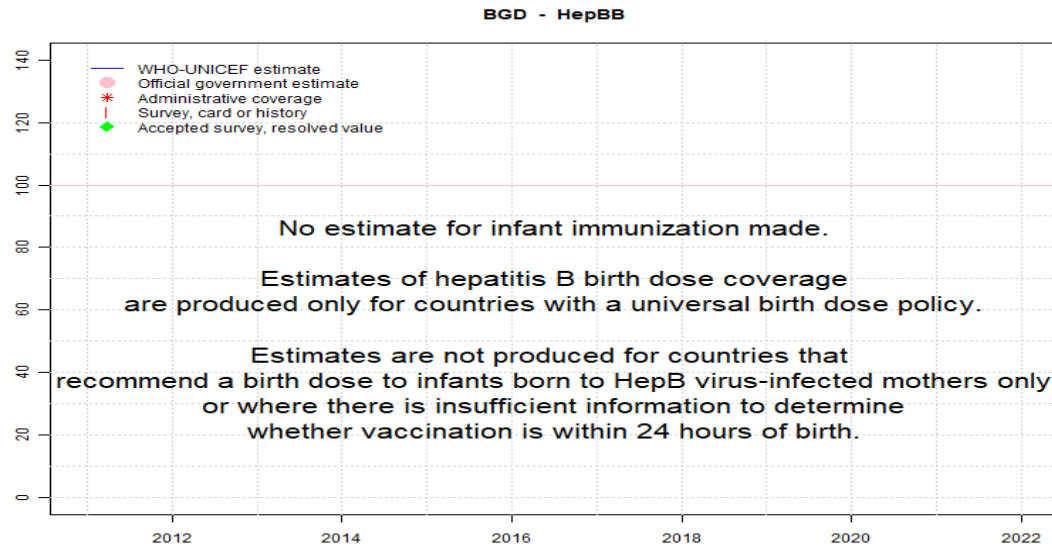 BGD - HepBB
140
120
100
80
60
40
20
0
WHO-UNICEF estimate
Official government estimate
Administrative coverage
Survey, card or history
Accepted survey, resolved value
No estimate for infant immunization made.
Estimates of hepatitis B birth dose coverage
are produced only for countries with a universal birth dose policy.
Estimates are not produced for countries that
recommend a birth dose to infants born to HepB virus-infected mothers only
or where there is insufficient information to determine
whether vaccination is within 24 hours of birth.
2012 2014 2016 2018 2020 2022